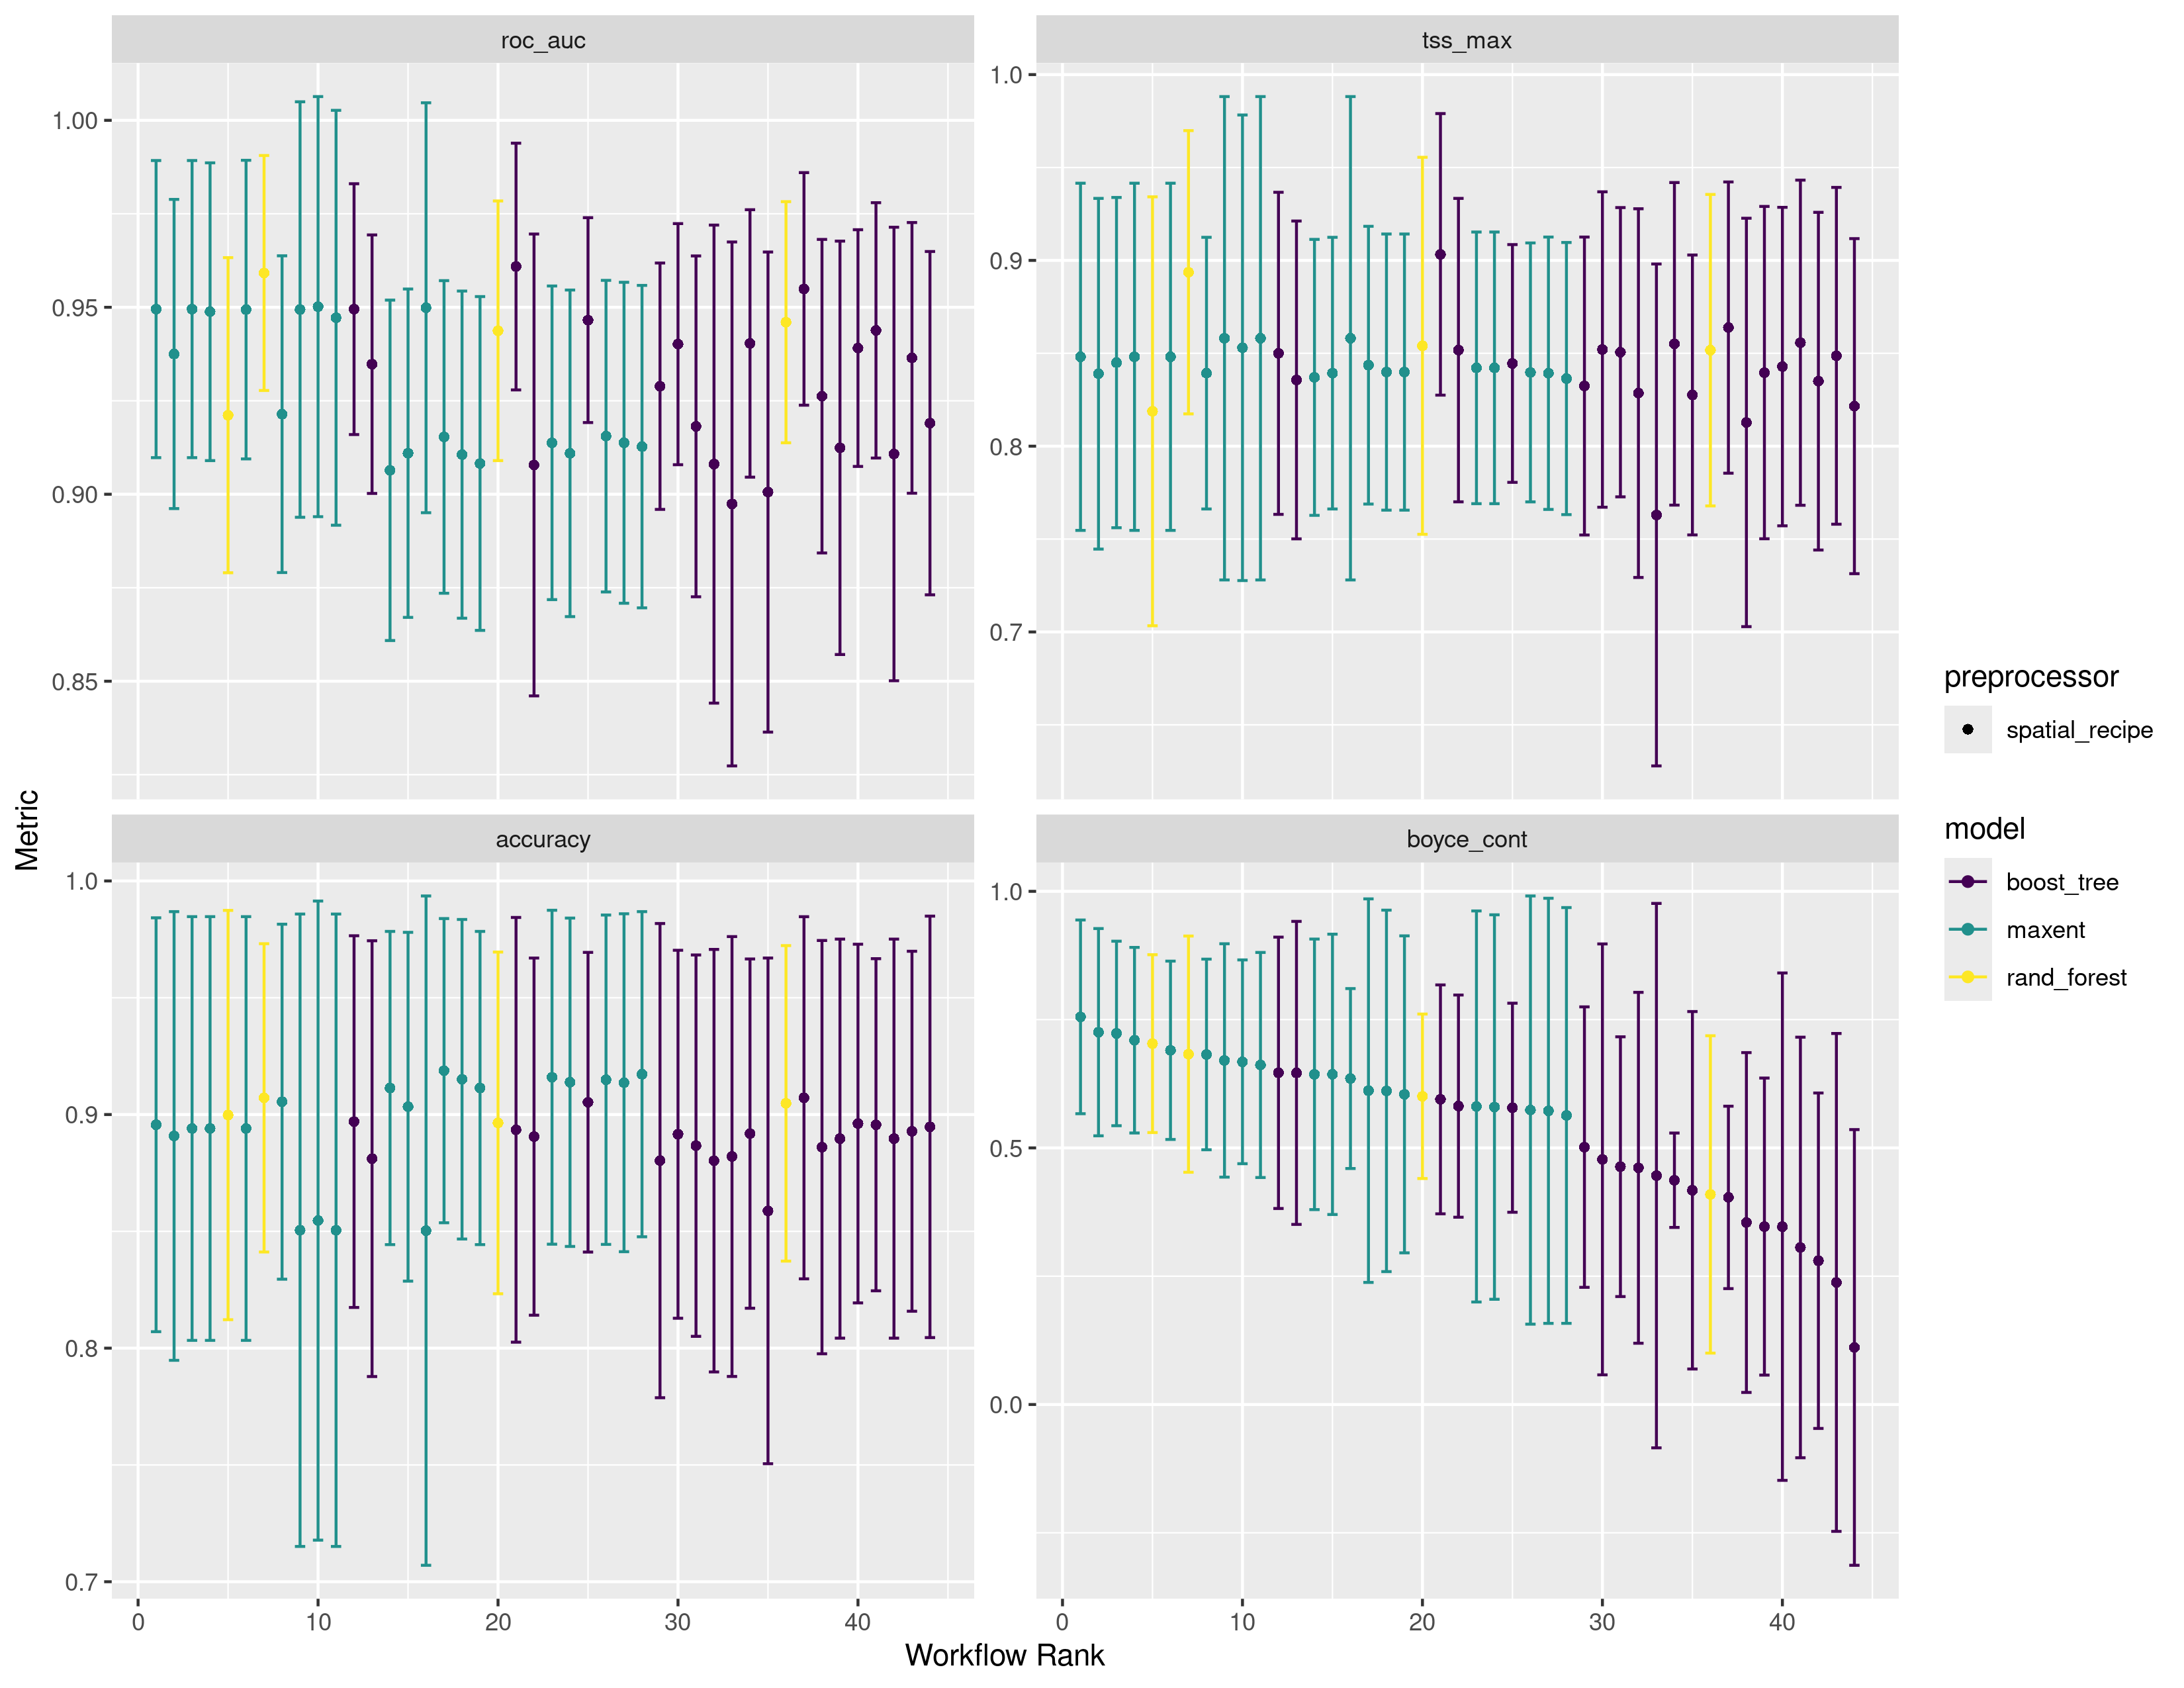 roc_auc
tss_max
1.00
0.95
0.90
0.85
1.0
0.9
0.8
0.7
accuracy
boyce_cont
1.0
0.9
0.8
0.7
1.0
0.5
0.0
0 10 20 30 40
0 10 20 30 40
Workflow Rank
Metric
preprocessor
spatial_recipe
model
boost_tree
maxent
rand_forest